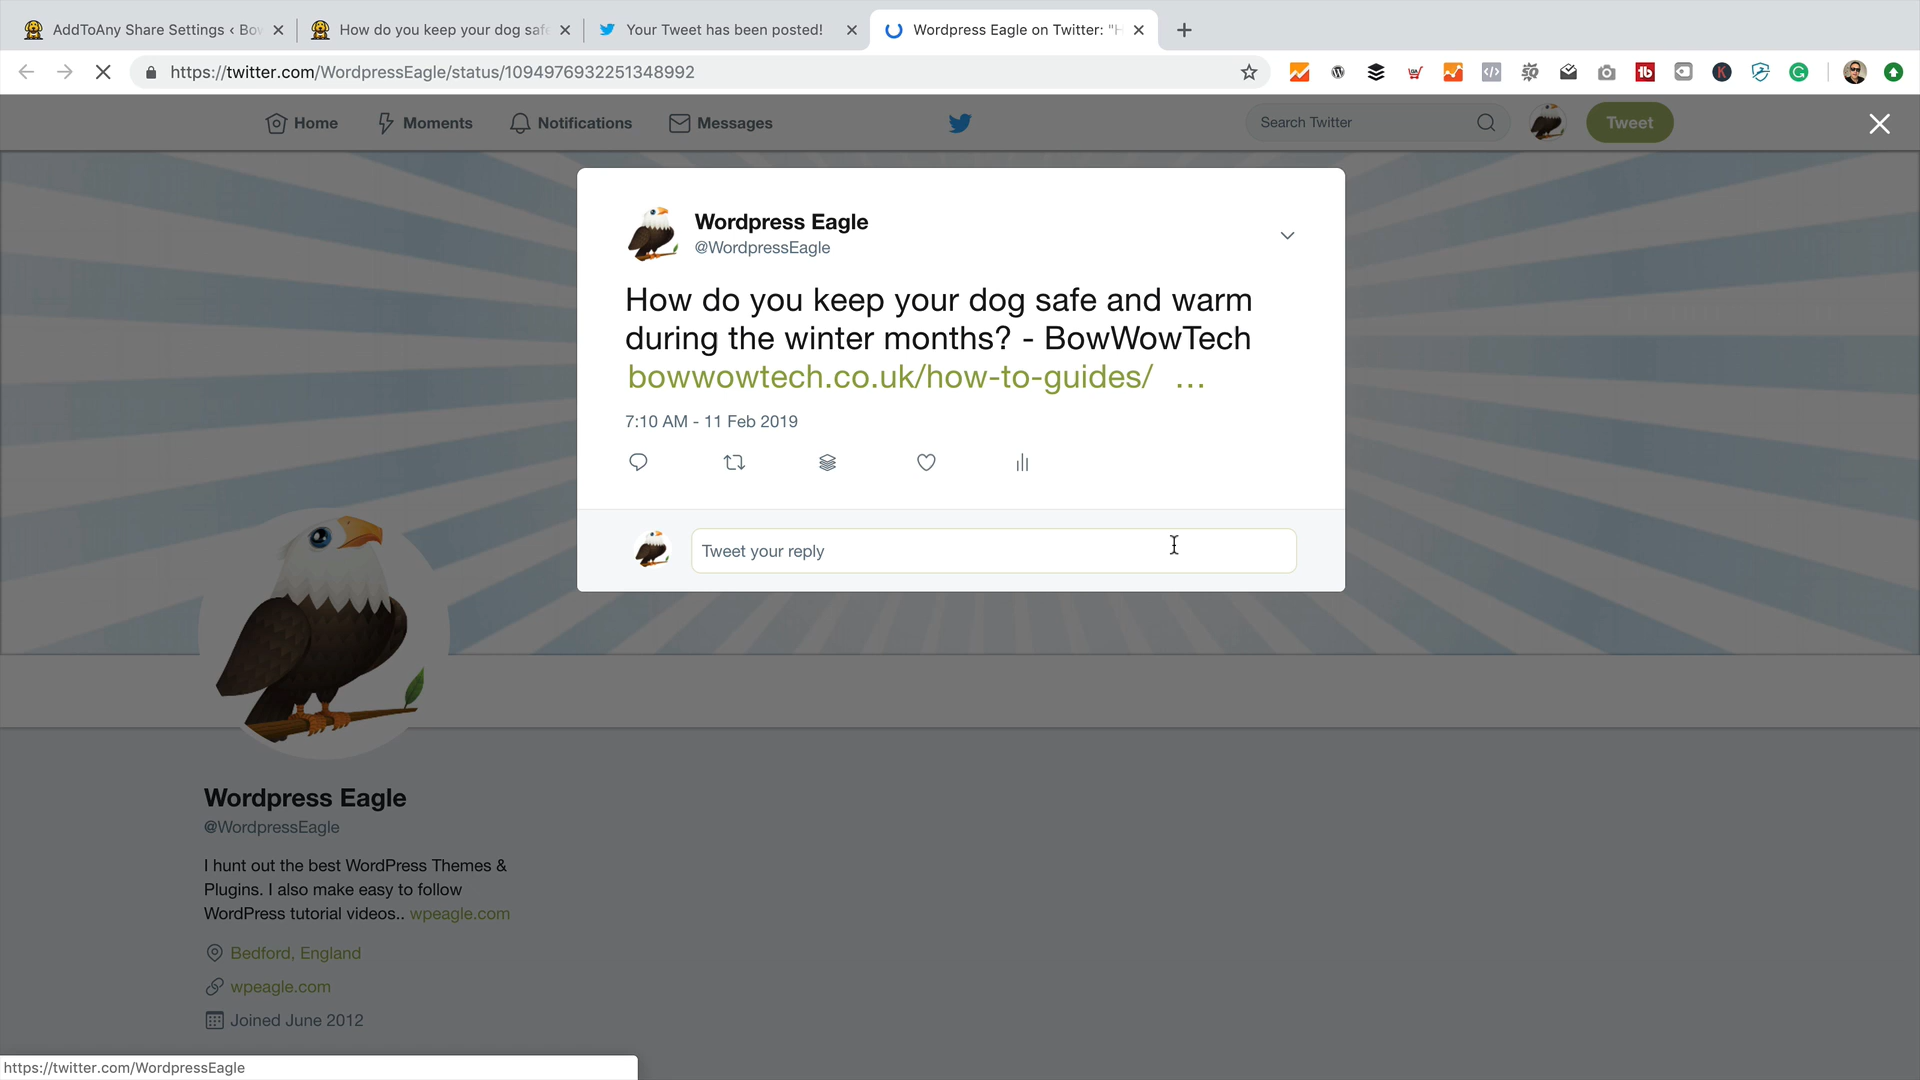 AddToAny Share Settings ‹ Bow
How do you keep your dog safe
Your Tweet has been posted!
Wordpress Eagle on Twitter: "H
https://twitter.com/WordpressEagle/status/1094976932251348992
Home
Moments
Notifications
Messages
Search Twitter
Tweet
Wordpress Eagle
@WordpressEagle
How do you keep your dog safe and warm
during the winter months? - BowWowTech
bowwowtech.co.uk/how-to-guides/ …
7:10 AM - 11 Feb 2019
Tweet your reply
Wordpress Eagle
@WordpressEagle
I hunt out the best WordPress Themes &
Plugins. I also make easy to follow
WordPress tutorial videos.. wpeagle.com
Bedford, England
wpeagle.com
Joined June 2012
https://twitter.com/WordpressEagle